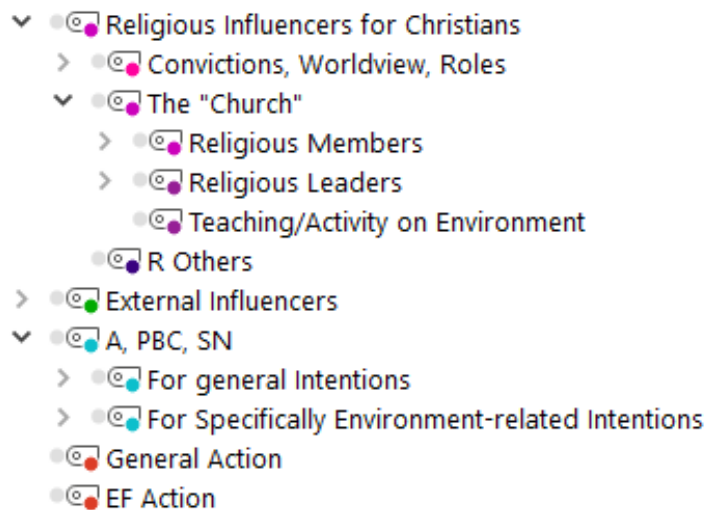 Religious Influencers for Christians
Convictions, Worldview, Roles
The "Church"
Religious Members
Religious Leaders
Teaching/Activity on Environment
R Others
External Influencers
A, PBC, SN
For general Intentions
For Specifically Environment-related Intentions
General Action
EF Action